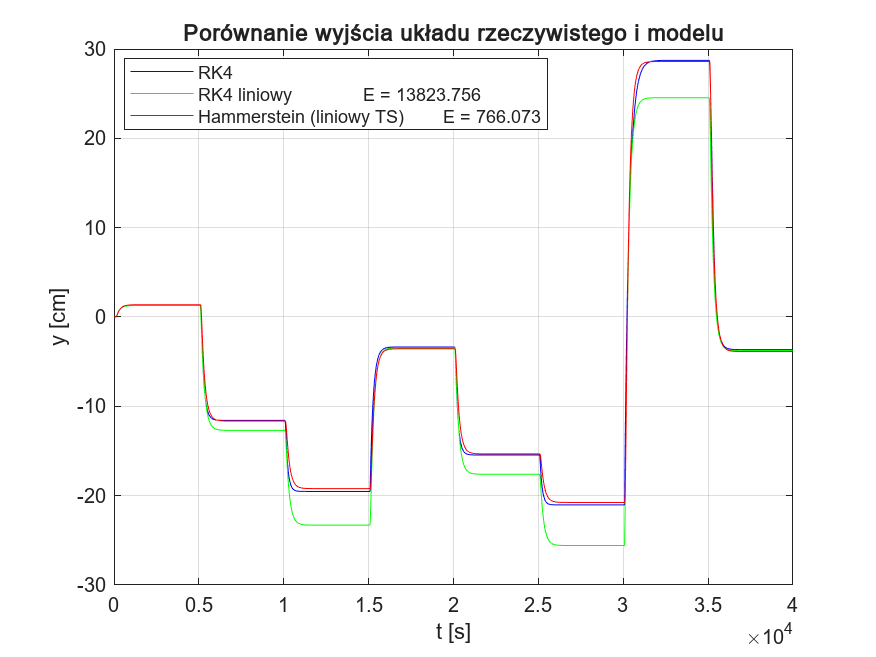 Porównanie wyjścia układu rzeczywistego i modelu
RK4
RK4 liniowy E = 13823.756
Hammerstein (liniowy TS) E = 766.073
30
20
10
0
-10
-20
-30
y [cm]
0 0.5 1 1.5 2 2.5 3 3.5 4
t [s]
×10⁴